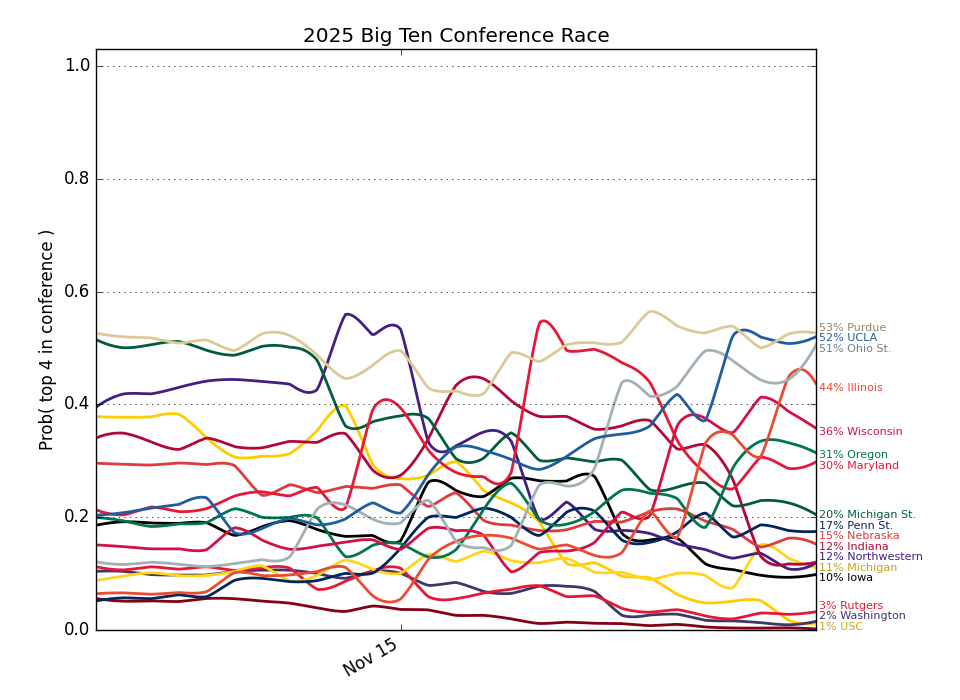 2025 Big Ten Conference Race
Prob( top 4 in conference )
1.0
0.8
0.6
0.4
0.2
0.0
Nov 15
53% Purdue
52% UCLA
51% Ohio St.
44% Illinois
36% Wisconsin
31% Oregon
30% Maryland
20% Michigan St.
17% Penn St.
15% Nebraska
12% Indiana
12% Northwestern
11% Michigan
10% Iowa
3% Rutgers
2% Washington
1% USC